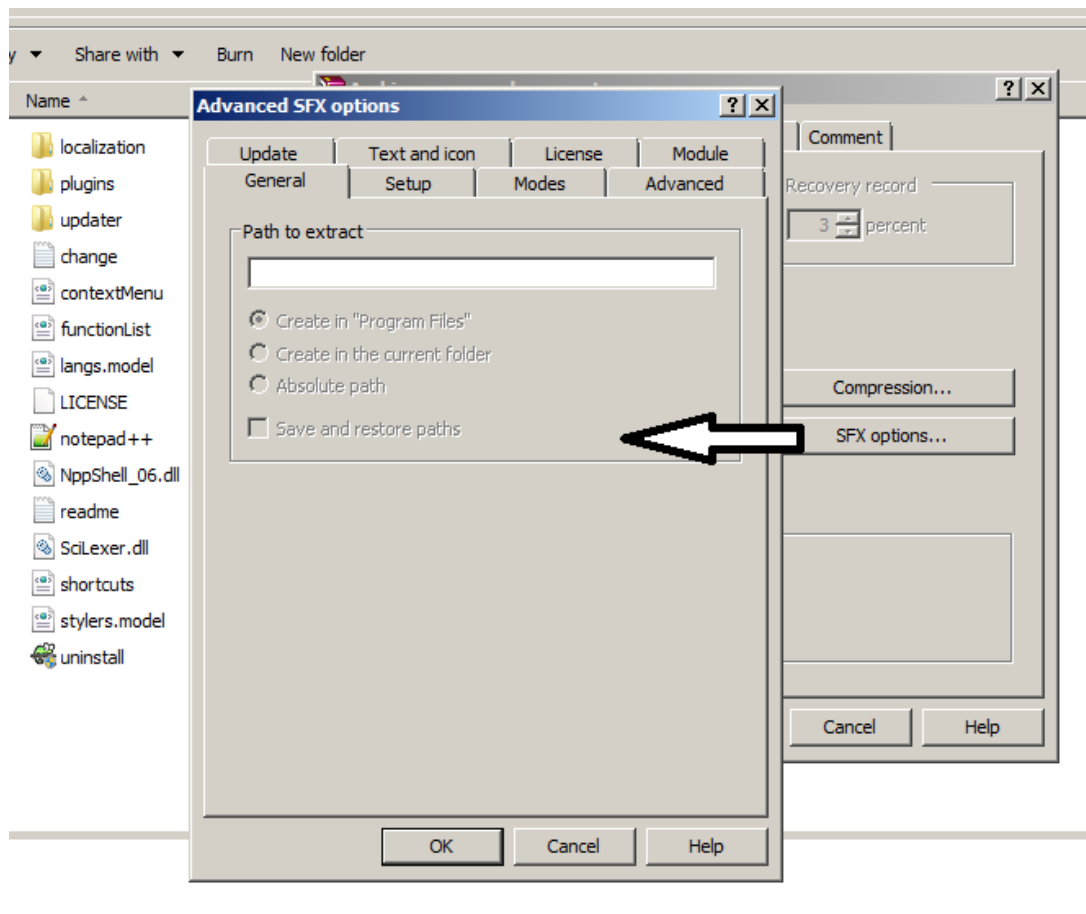 y Share with Burn New folder
Name
localization
plugins
updater
change
contextMenu
functionList
langs.model
LICENSE
notepad++
NppShell_06.dll
readme
SciLexer.dll
shortcuts
stylers.model
uninstall
Advanced SFX options
Update Text and icon License Module
General Setup Modes Advanced
Path to extract
Create in "Program Files"
Create in the current folder
Absolute path
Save and restore paths
OK Cancel Help
Comment
Recovery record
3 percent
Compression...
SFX options...
Cancel Help